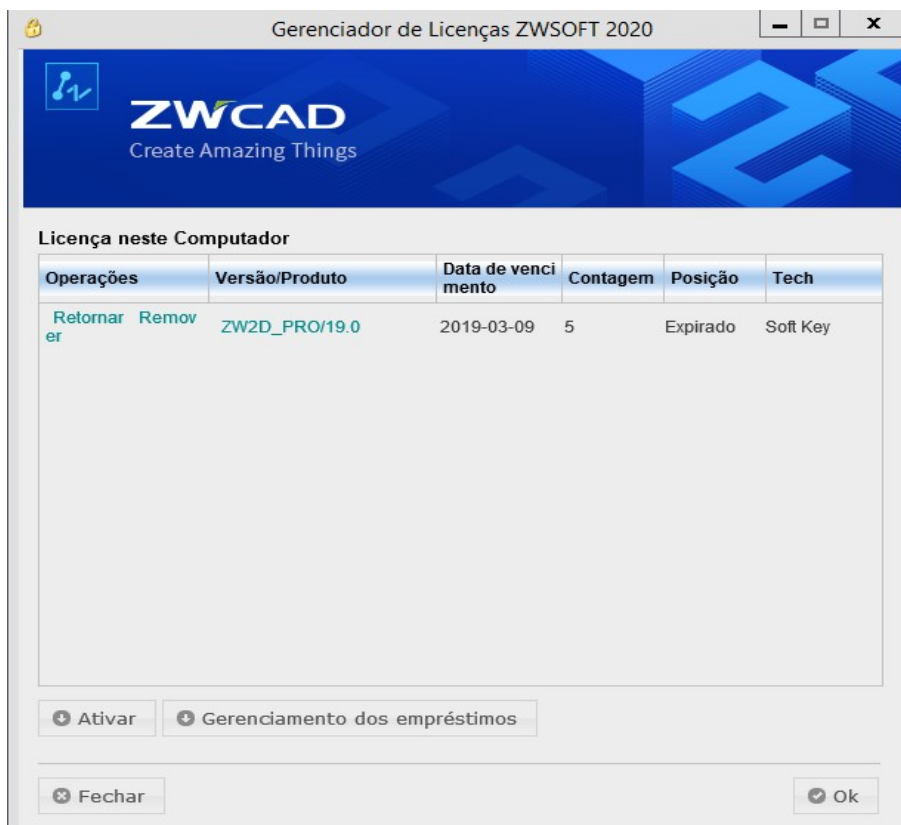 Gerenciador de Licenças ZWSOFT 2020
ZWCAD
Create Amazing Things
Licença neste Computador
Operações Versão/Produto Data de venci Contagem Posição Tech
mento
Retornar Remov ZW2D_PRO/19.0 2019-03-09 5 Expirado Soft Key
er
Ativar Gerenciamento dos empréstimos
Fechar Ok